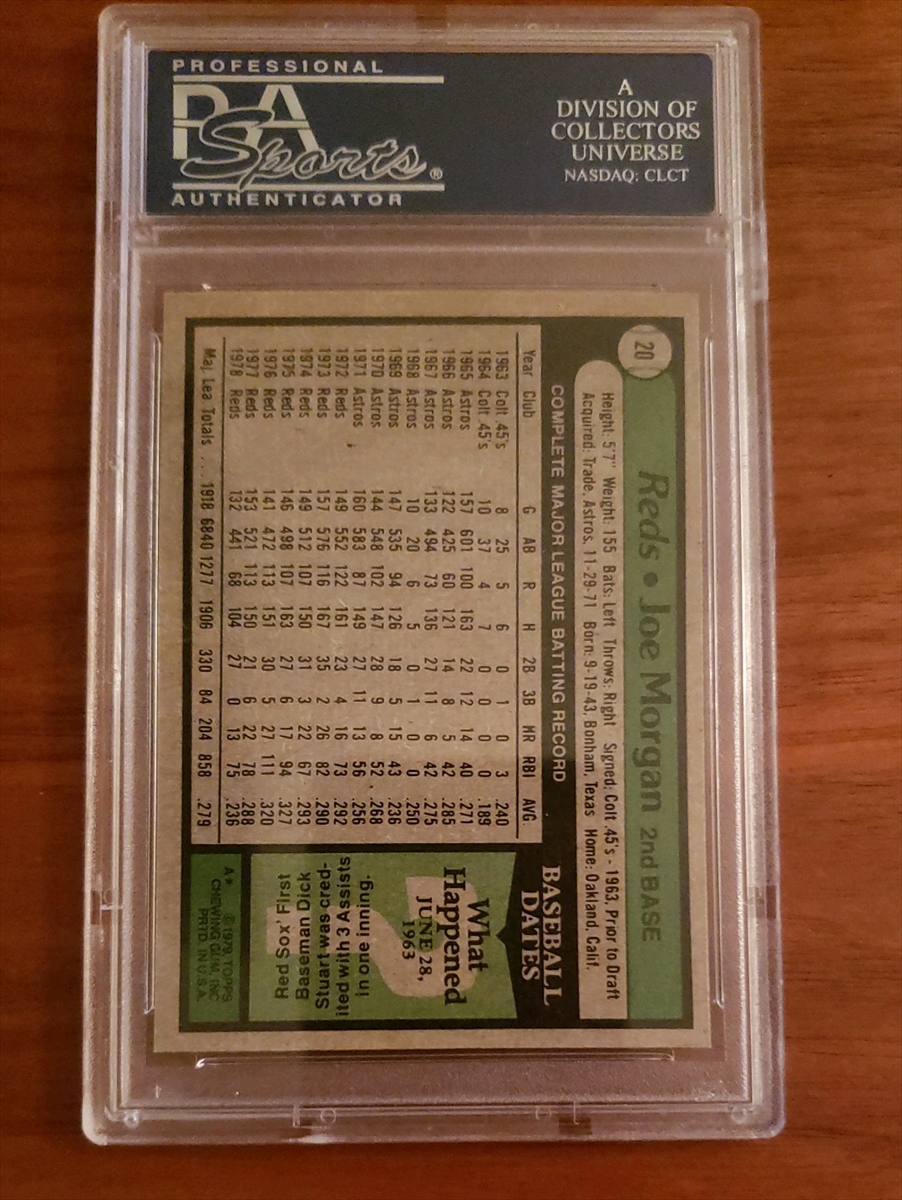 PROFESSIONAL
PSA
Sports®
AUTHENTICATOR
A
DIVISION OF
COLLECTORS
UNIVERSE
NASDAQ: CLCT
20
Reds • Joe Morgan 2nd BASE
Height: 5'7" Weight: 155 Bats: Left Throws: Right Signed: Colt .45's - 1963, Prior to Draft
Acquired: Trade, Astros, 11-29-71 Born: 9-19-43, Bonham, Texas Home: Oakland, Calif.
COMPLETE MAJOR LEAGUE BATTING RECORD
Year Club G AB R H 2B 3B HR RBI AVG.
1963 Colt 45's 8 25 5 6 0 1 0 3 .240
1964 Colt 45's 10 37 4 7 0 0 0 0 .189
1965 Astros 157 601 100 163 22 12 14 40 .271
1966 Astros 122 425 60 121 14 8 5 42 .285
1967 Astros 133 494 73 136 27 11 6 42 .275
1968 Astros 10 20 6 5 0 1 0 0 .250
1969 Astros 147 535 94 126 18 5 15 43 .236
1970 Astros 144 548 102 147 28 9 8 52 .268
1971 Astros 160 583 87 149 27 11 13 56 .256
1972 Reds 149 552 122 161 23 4 16 73 .292
1973 Reds 157 576 116 167 35 2 26 82 .290
1974 Reds 149 512 107 150 31 3 22 67 .293
1975 Reds 146 498 107 163 27 6 17 94 .327
1976 Reds 141 472 113 151 30 5 27 111 .320
1977 Reds 153 521 113 150 21 6 22 78 .288
1978 Reds 132 441 68 104 27 0 13 75 .236
Maj. Lea Totals ... 1918 6840 1277 1906 330 84 204 858 .279
BASEBALL
DATES
What
Happened
JUNE 28,
1963
Red Sox' First
Baseman Dick
Stuart was cred-
ited with 3 Assists
in one inning.
A* © 1979 TOPPS
CHEWING GUM, INC
PRTD. IN U.S.A.